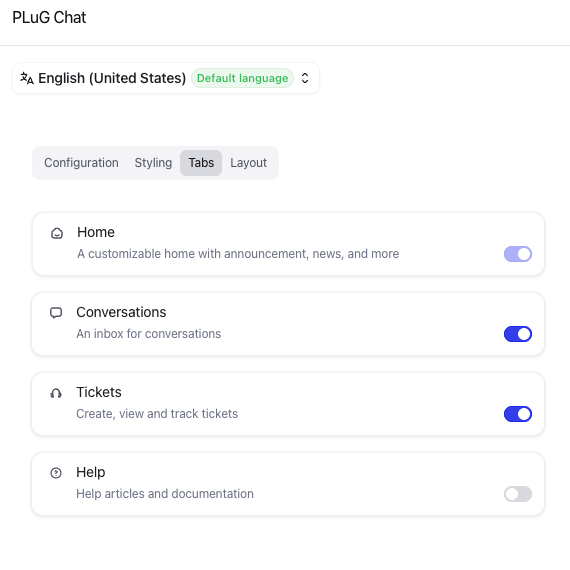 PLuG Chat
English (United States) Default language
Configuration Styling Tabs Layout
Home
A customizable home with announcement, news, and more
Conversations
An inbox for conversations
Tickets
Create, view and track tickets
Help
Help articles and documentation